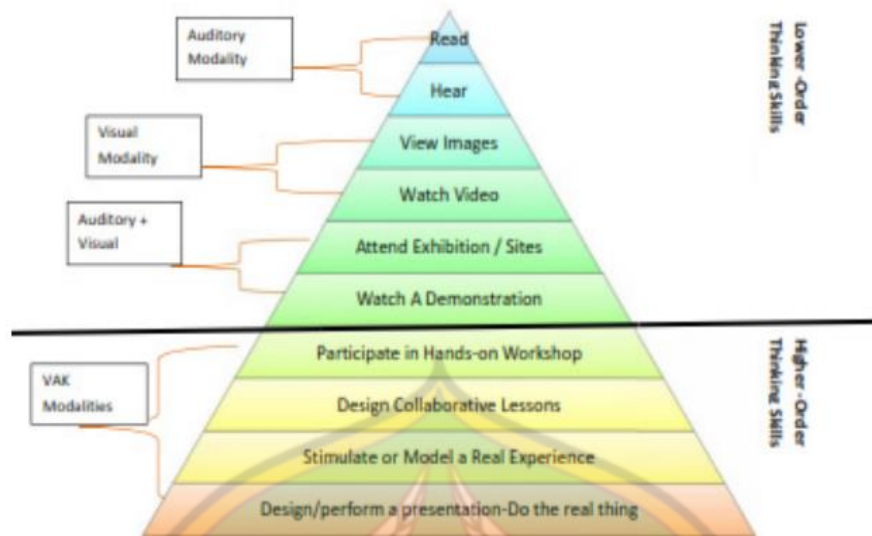 Auditory
Modality
Read
Hear
Lower -Order
Thinking Skills
Visual
Modality
View Images
Watch Video
Auditory +
Visual
Attend Exhibition / Sites
Watch A Demonstration
VAK
Modalities
Participate in Hands-on Workshop
Design Collaborative Lessons
Stimulate or Model a Real Experience
Design/perform a presentation-Do the real thing
Higher -Order
Thinking Skills